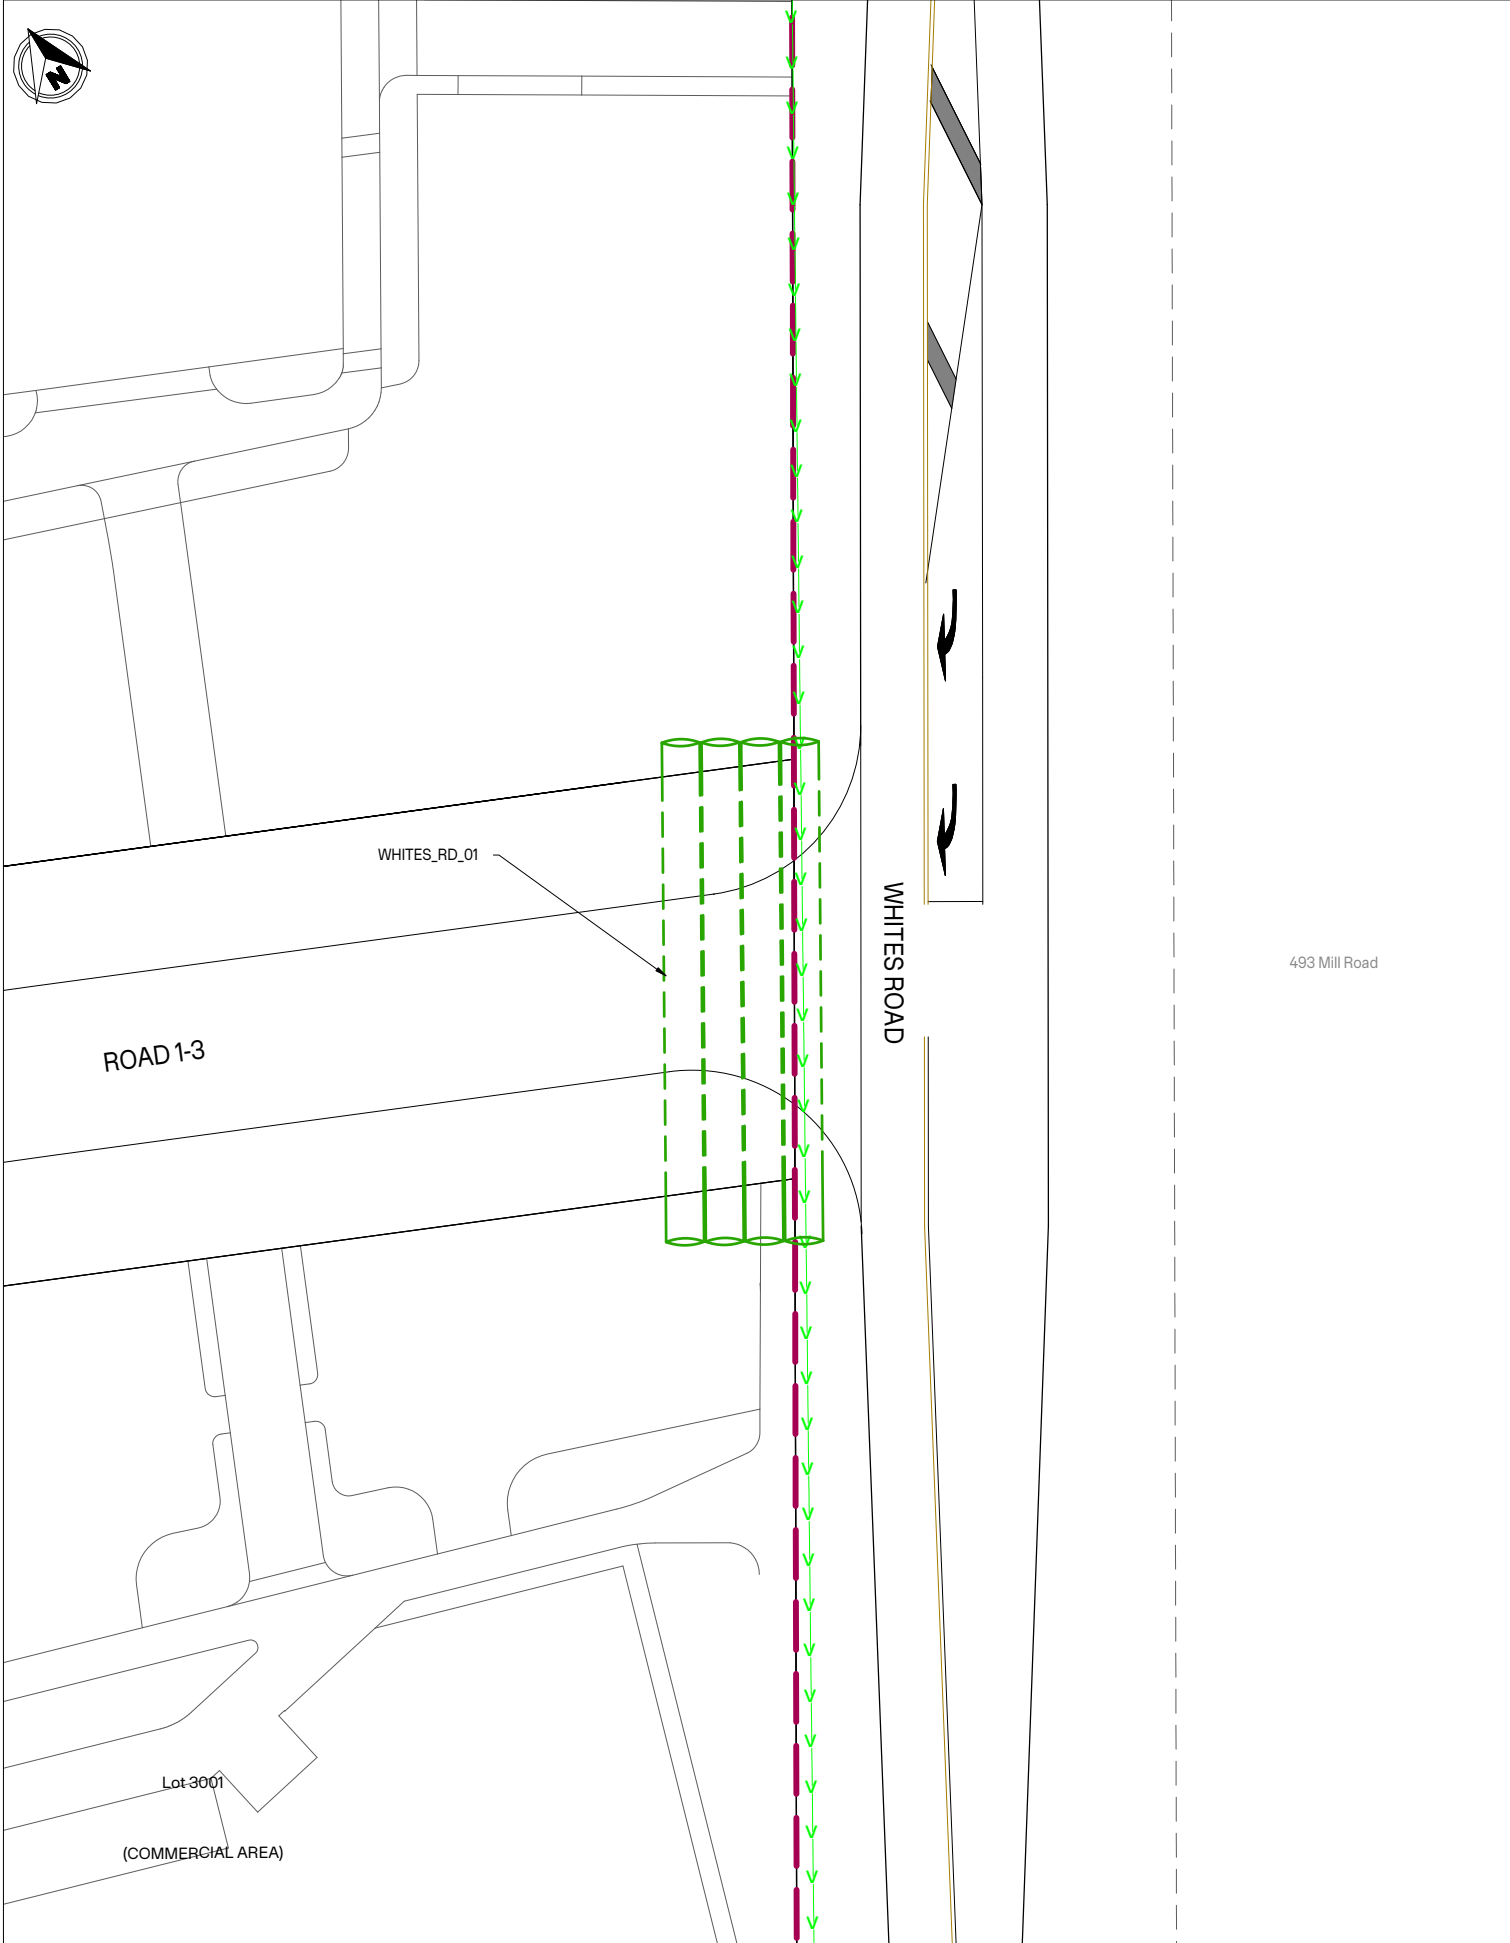 N
WHITES_RD_01
WHITES ROAD
493 Mill Road
ROAD 1-3
Lot 3001
(COMMERCIAL AREA)